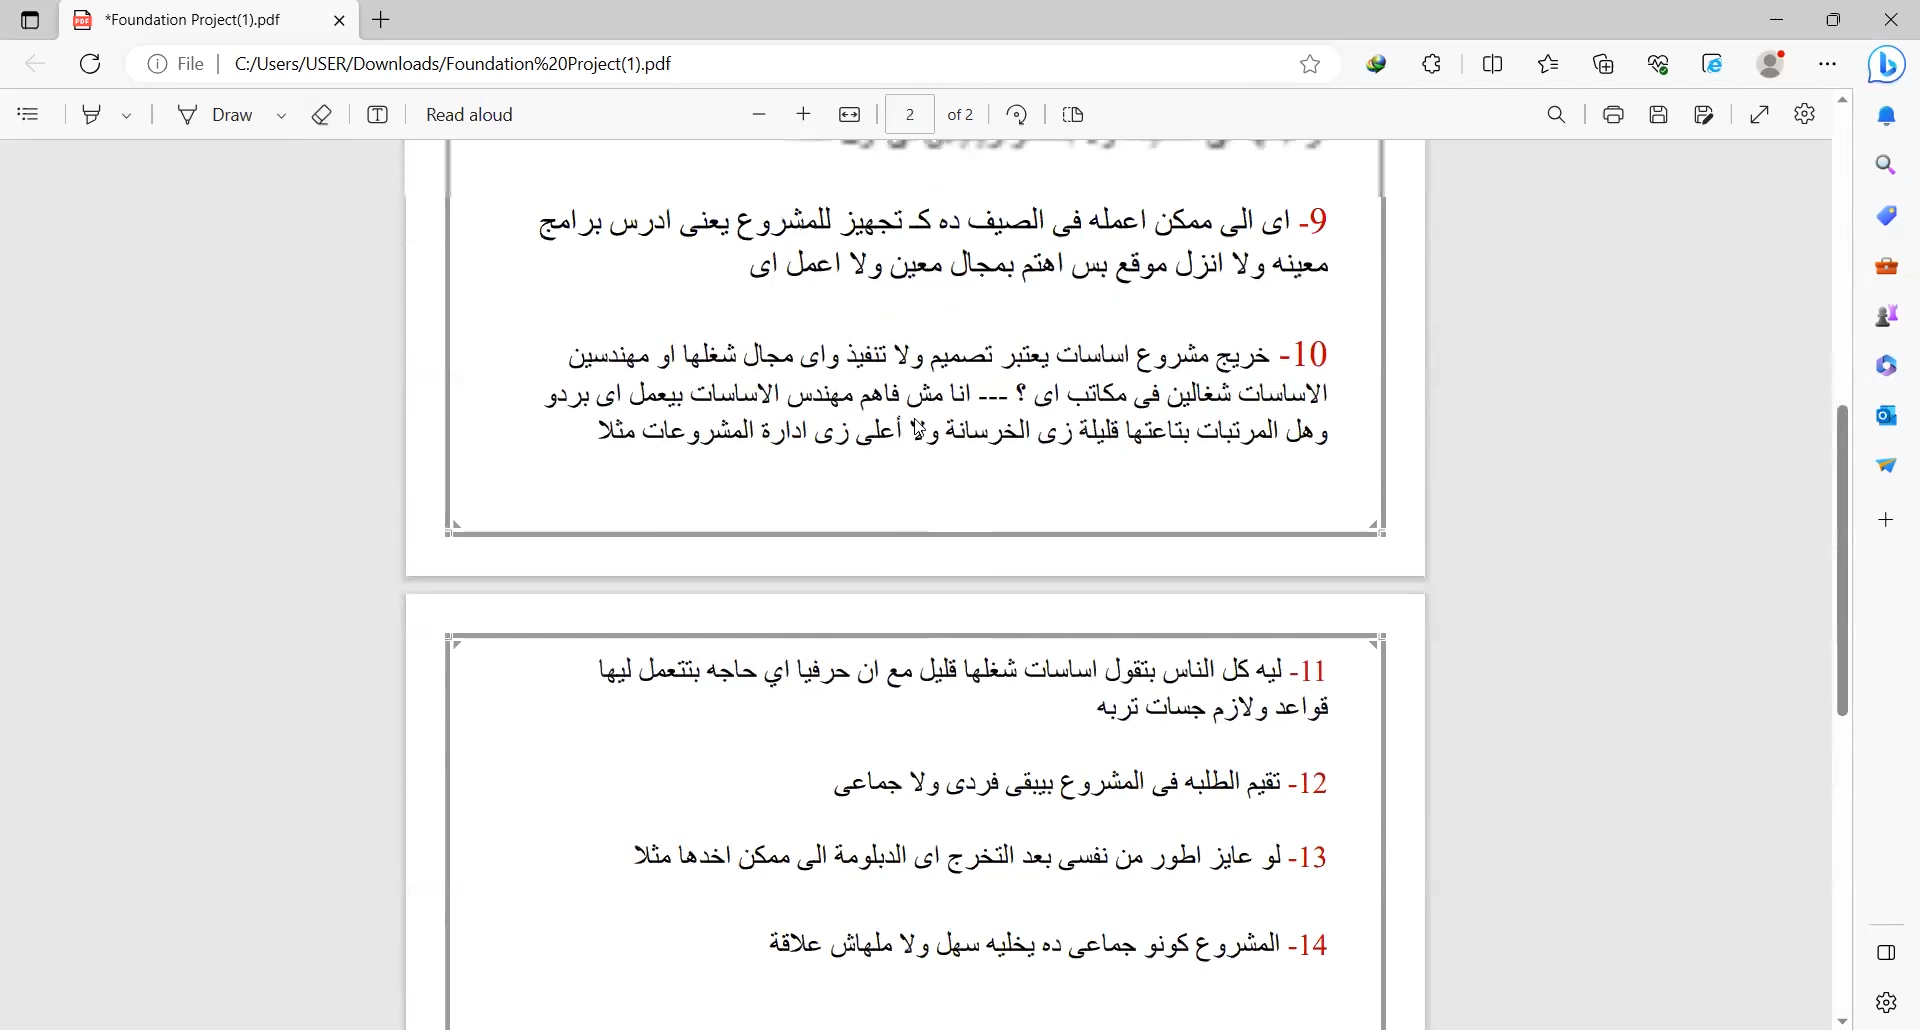 *Foundation Project(1).pdf
File
C:/Users/USER/Downloads/Foundation%20Project(1).pdf
Draw
Read aloud
2
of 2
9- اى الى ممكن اعمله فى الصيف ده كـ تجهيز للمشروع يعنى ادرس برامج
معينه ولا انزل موقع بس اهتم بمجال معين ولا اعمل اى
10- خريج مشروع اساسات يعتبر تصميم ولا تنفيذ واى مجال شغلها او مهندسين
الاساسات شغالين فى مكاتب اى ؟ --- انا مش فاهم مهندس الاساسات بيعمل اى بردو
وهل المرتبات بتاعتها قليلة زى الخرسانة ولا أعلى زى ادارة المشروعات مثلا
11- ليه كل الناس بتقول اساسات شغلها قليل مع ان حرفيا اي حاجه بتتعمل ليها
قواعد ولازم جسات تربه
12- تقيم الطلبه فى المشروع بيبقى فردى ولا جماعى
13- لو عايز اطور من نفسى بعد التخرج اى الدبلومة الى ممكن اخدها مثلا
14- المشروع كونو جماعى ده يخليه سهل ولا ملهاش علاقة